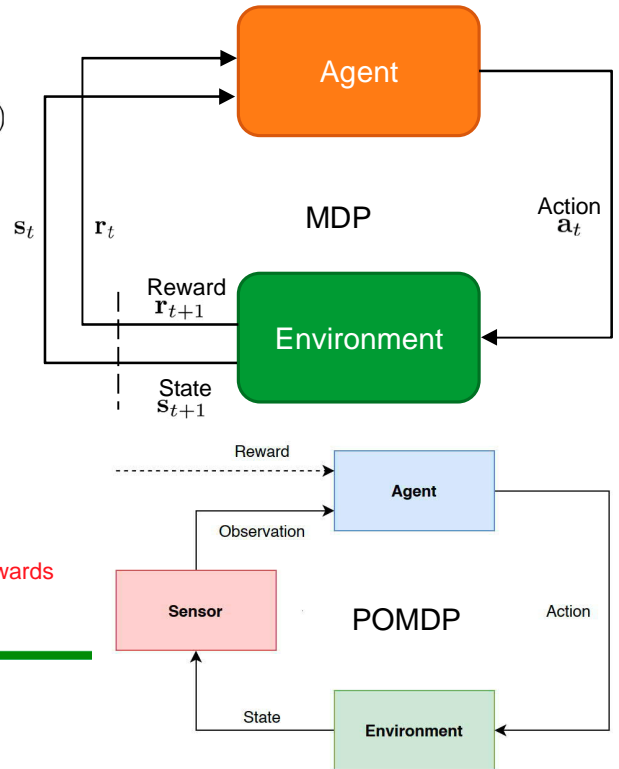 Agent
)
s_t
r_t
MDP
Action
a_t
Reward
r_{t+1}
Environment
State
s_{t+1}
Reward
Agent
Observation
wards
Sensor
POMDP
Action
State
Environment